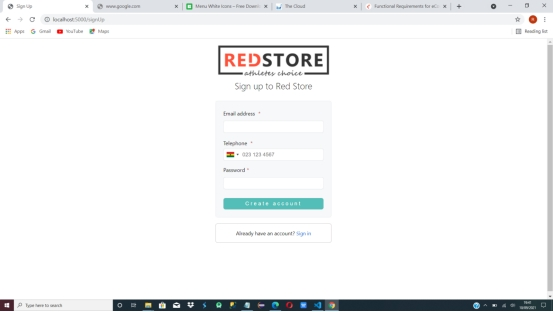 Sign Up
www.google.com
Menu White Icons – Free Downl
The Cloud
Functional Requirements for eC
localhost:5000/signUp
Apps
Gmail
YouTube
Maps
Reading list
REDSTORE
athletes choice
Sign up to Red Store
Email address *
Telephone *
023 123 4567
Password *
Create account
Already have an account? Sign in
Type here to search